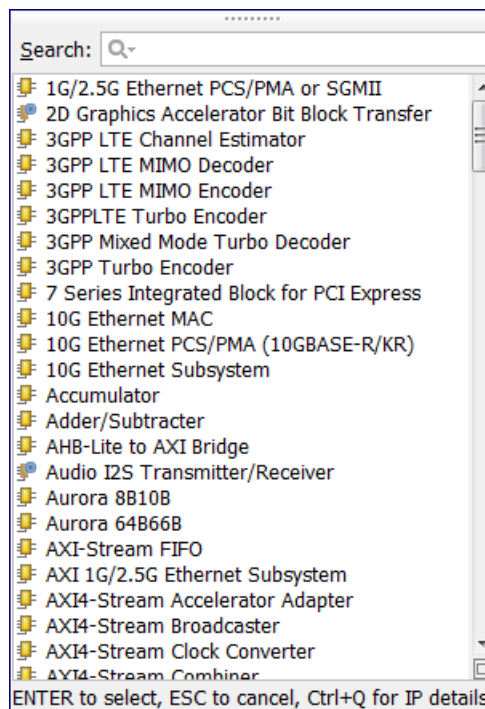 Search:
1G/2.5G Ethernet PCS/PMA or SGMII
2D Graphics Accelerator Bit Block Transfer
3GPP LTE Channel Estimator
3GPP LTE MIMO Decoder
3GPP LTE MIMO Encoder
3GPPLTE Turbo Encoder
3GPP Mixed Mode Turbo Decoder
3GPP Turbo Encoder
7 Series Integrated Block for PCI Express
10G Ethernet MAC
10G Ethernet PCS/PMA (10GBASE-R/KR)
10G Ethernet Subsystem
Accumulator
Adder/Subtracter
AHB-Lite to AXI Bridge
Audio I2S Transmitter/Receiver
Aurora 8B10B
Aurora 64B66B
AXI-Stream FIFO
AXI 1G/2.5G Ethernet Subsystem
AXI4-Stream Accelerator Adapter
AXI4-Stream Broadcaster
AXI4-Stream Clock Converter
AXI4-Stream Combiner
ENTER to select, ESC to cancel, Ctrl+Q for IP details